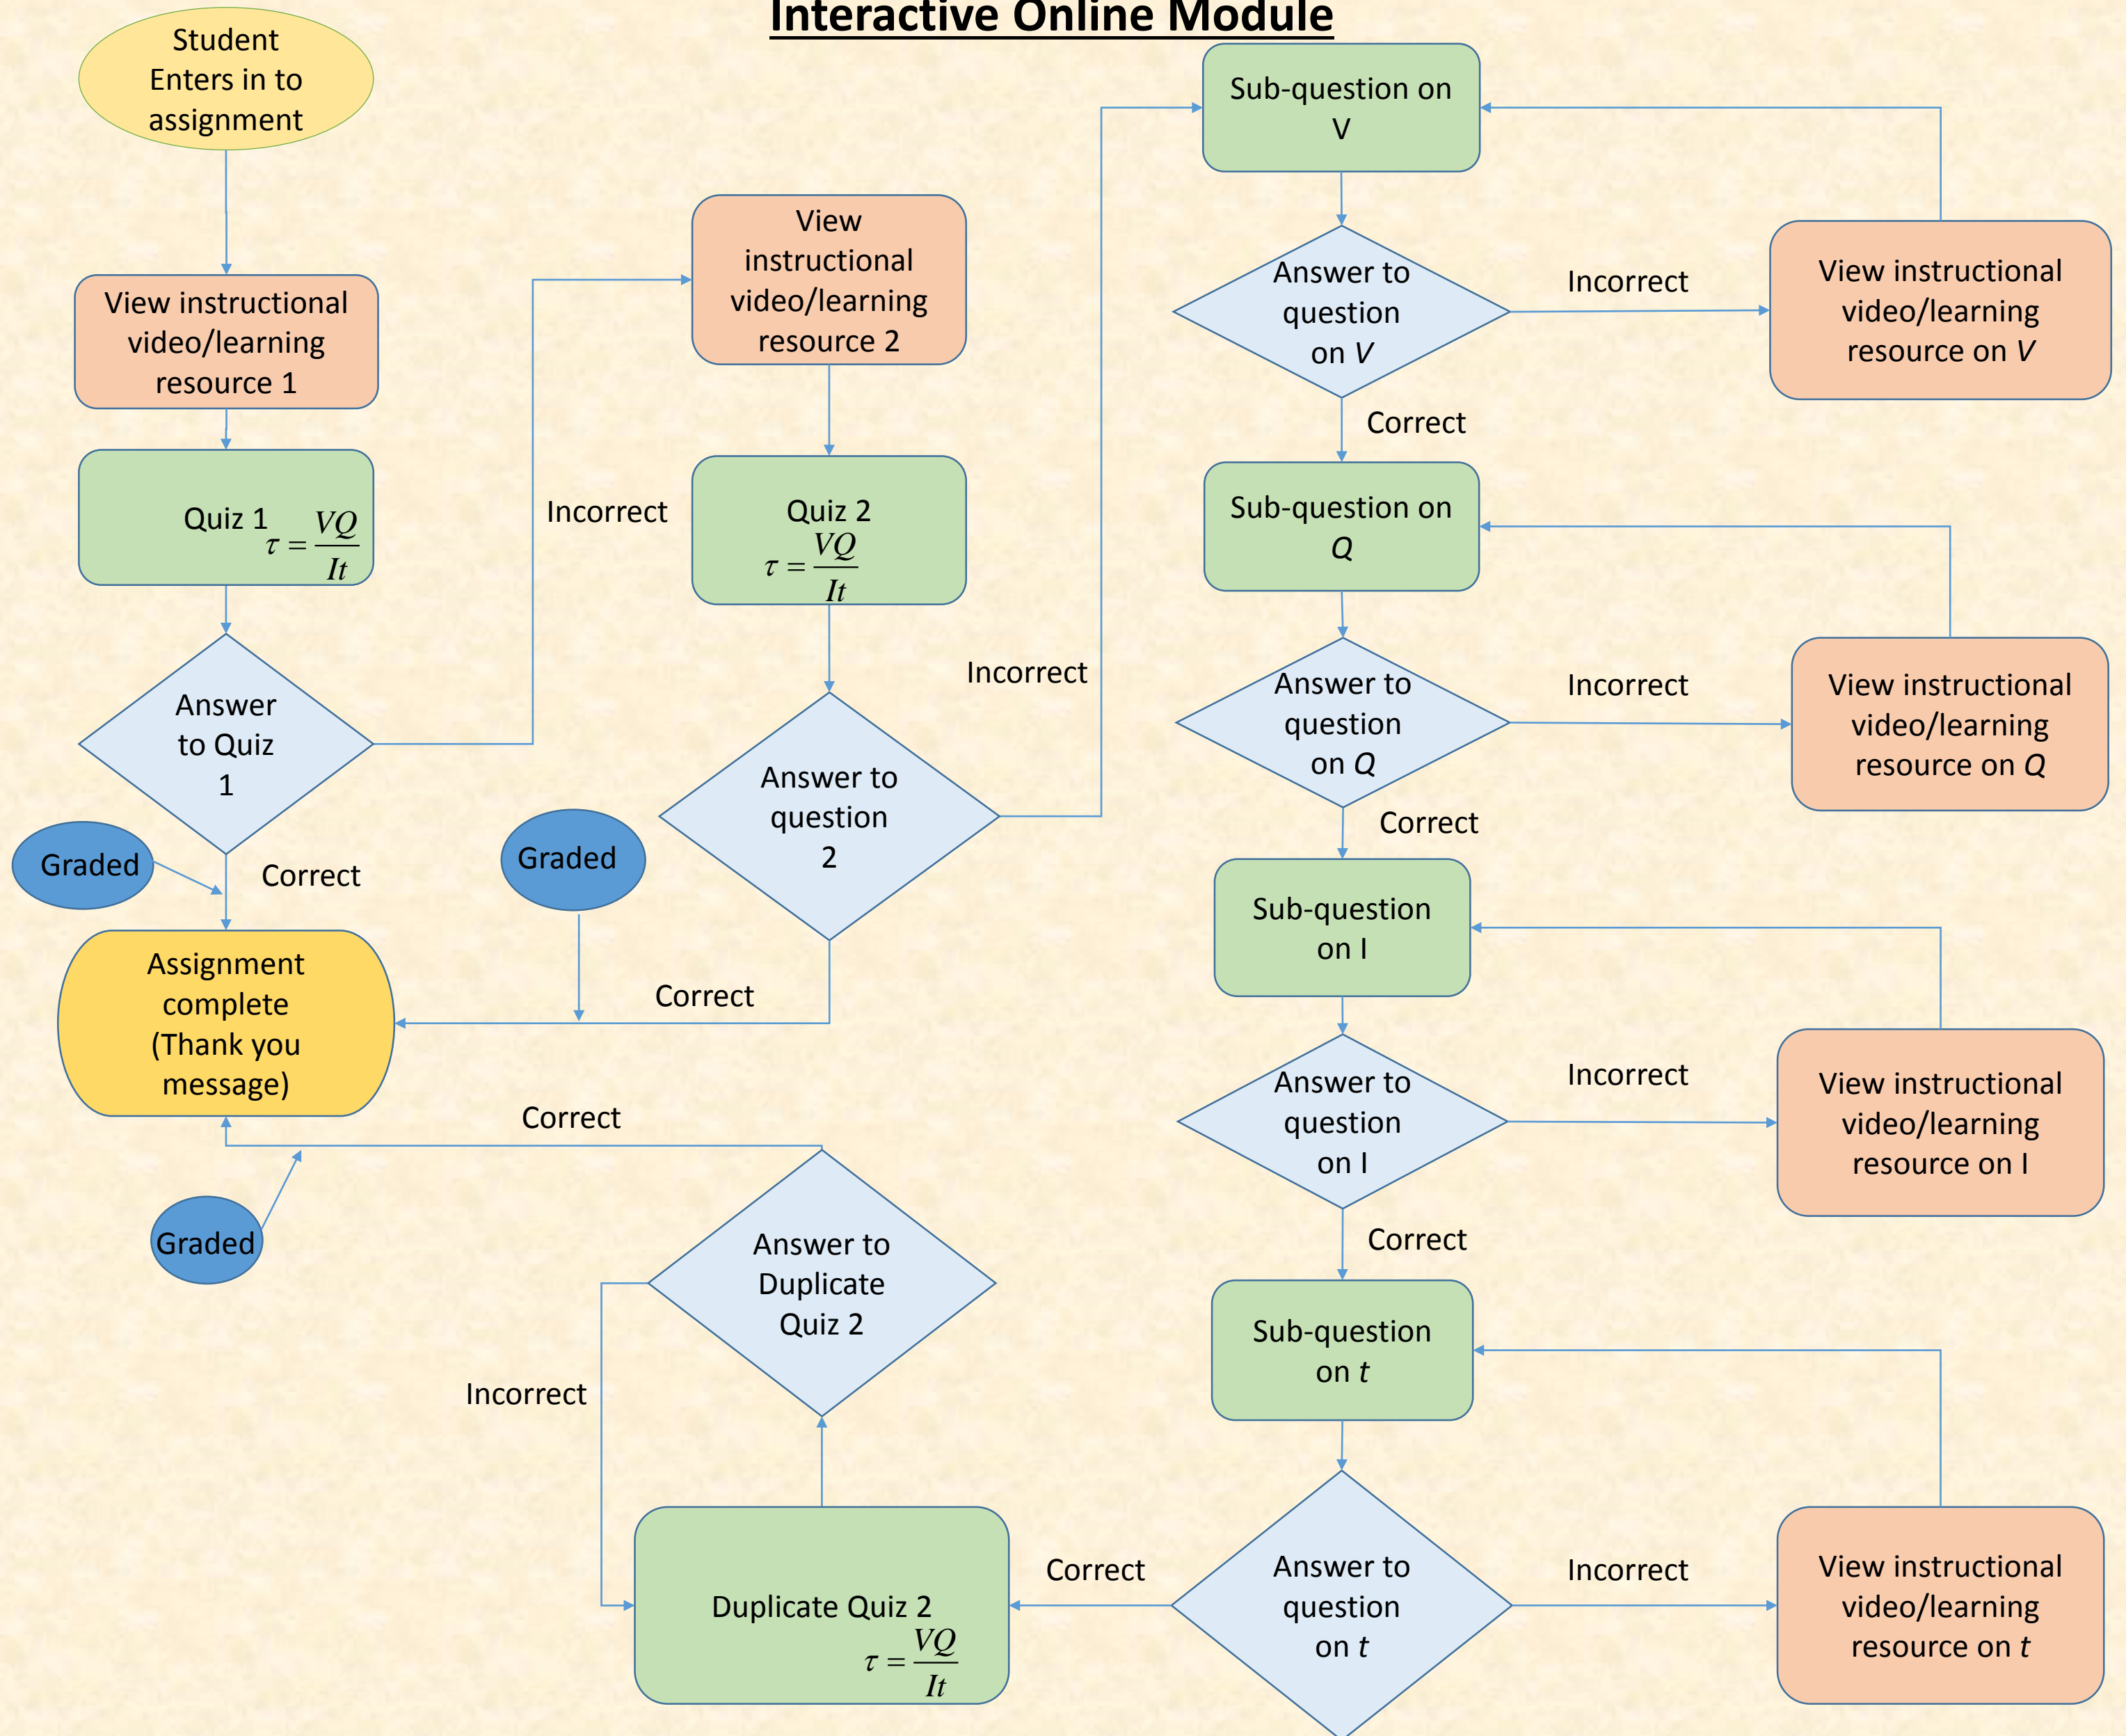 Interactive Online Module
Student
Enters in to
assignment
View instructional
video/learning
resource 1
Quiz 1
τ = VQ / It
Answer
to Quiz
1
Incorrect
Graded
Correct
Assignment
complete
(Thank you
message)
View
instructional
video/learning
resource 2
Quiz 2
τ = VQ / It
Answer to
question
2
Incorrect
Graded
Correct
Sub-question on
V
Answer to
question
on V
Incorrect
View instructional
video/learning
resource on V
Correct
Sub-question on
Q
Answer to
question
on Q
Incorrect
View instructional
video/learning
resource on Q
Correct
Sub-question
on I
Answer to
question
on I
Incorrect
View instructional
video/learning
resource on I
Correct
Sub-question
on t
Answer to
question
on t
Incorrect
View instructional
video/learning
resource on t
Correct
Duplicate Quiz 2
τ = VQ / It
Answer to
Duplicate
Quiz 2
Incorrect
Correct
Graded